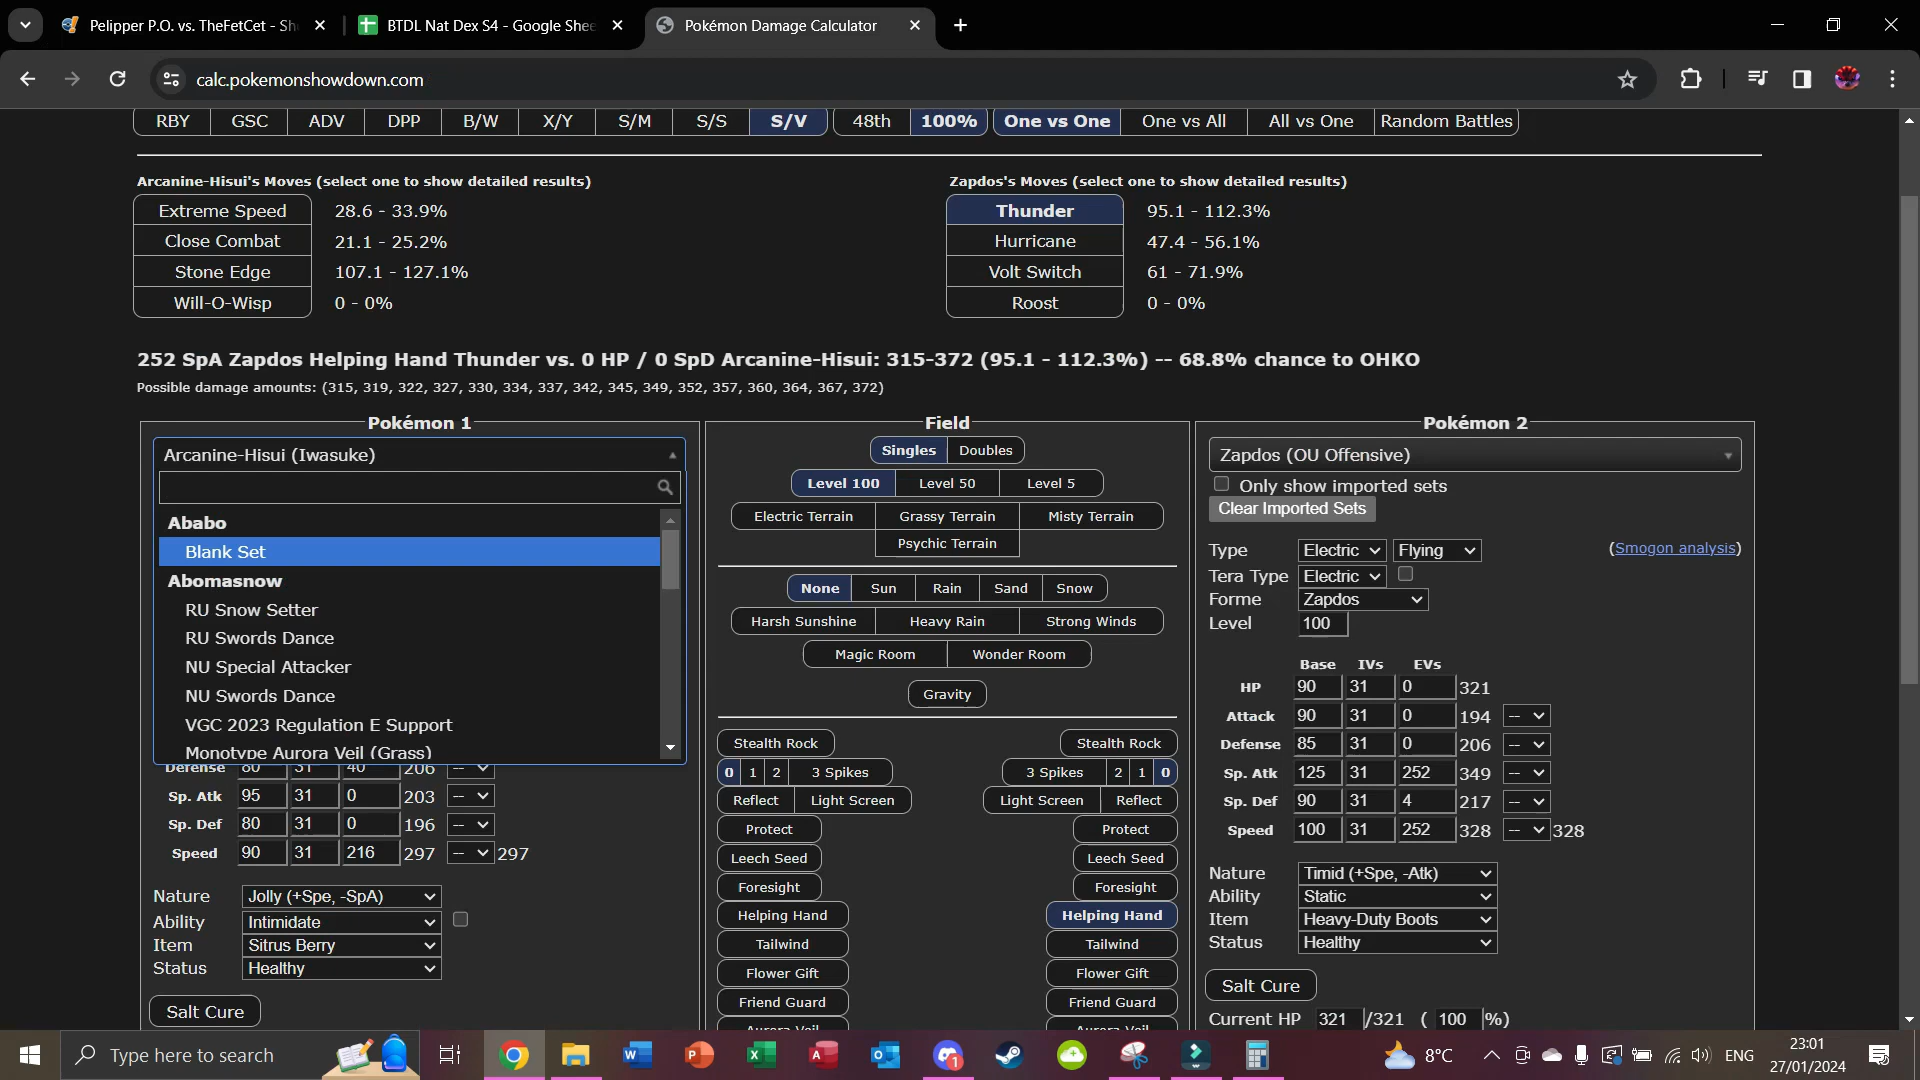 Pelipper P.O. vs. TheFetCet - Sh
BTDL Nat Dex S4 - Google Shee
Pokémon Damage Calculator
calc.pokemonshowdown.com
RBY GSC ADV DPP B/W X/Y S/M S/S S/V 48th 100% One vs One One vs All All vs One Random Battles
Arcanine-Hisui's Moves (select one to show detailed results)
Extreme Speed 28.6 - 33.9%
Close Combat 21.1 - 25.2%
Stone Edge 107.1 - 127.1%
Will-O-Wisp 0 - 0%
Zapdos's Moves (select one to show detailed results)
Thunder 95.1 - 112.3%
Hurricane 47.4 - 56.1%
Volt Switch 61 - 71.9%
Roost 0 - 0%
252 SpA Zapdos Helping Hand Thunder vs. 0 HP / 0 SpD Arcanine-Hisui: 315-372 (95.1 - 112.3%) -- 68.8% chance to OHKO
Possible damage amounts: (315, 319, 322, 327, 330, 334, 337, 342, 345, 349, 352, 357, 360, 364, 367, 372)
Pokémon 1
Arcanine-Hisui (Iwasuke)
Ababo
Blank Set
Abomasnow
RU Snow Setter
RU Swords Dance
NU Special Attacker
NU Swords Dance
VGC 2023 Regulation E Support
Monotype Aurora Veil (Grass)
Defense 80 31 40 206 --
Sp. Atk 95 31 0 203 --
Sp. Def 80 31 0 196 --
Speed 90 31 216 297 -- 297
Nature Jolly (+Spe, -SpA)
Ability Intimidate
Item Sitrus Berry
Status Healthy
Salt Cure
Field
Singles Doubles
Level 100 Level 50 Level 5
Electric Terrain Grassy Terrain Misty Terrain
Psychic Terrain
None Sun Rain Sand Snow
Harsh Sunshine Heavy Rain Strong Winds
Magic Room Wonder Room
Gravity
Stealth Rock Stealth Rock
0 1 2 3 Spikes 3 Spikes 2 1 0
Reflect Light Screen Light Screen Reflect
Protect Protect
Leech Seed Leech Seed
Foresight Foresight
Helping Hand Helping Hand
Tailwind Tailwind
Flower Gift Flower Gift
Friend Guard Friend Guard
Aurora Veil Aurora Veil
Pokémon 2
Zapdos (OU Offensive)
Only show imported sets
Clear Imported Sets
Type Electric Flying (Smogon analysis)
Tera Type Electric
Forme Zapdos
Level 100
Base IVs EVs
HP 90 31 0 321
Attack 90 31 0 194 --
Defense 85 31 0 206 --
Sp. Atk 125 31 252 349 --
Sp. Def 90 31 4 217 --
Speed 100 31 252 328 -- 328
Nature Timid (+Spe, -Atk)
Ability Static
Item Heavy-Duty Boots
Status Healthy
Salt Cure
Current HP 321 /321 ( 100 %)
Type here to search
1
8°C
ENG
23:01
27/01/2024